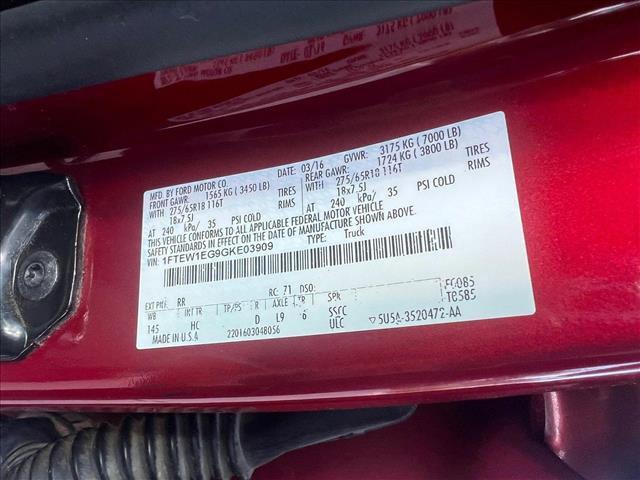 MFD. BY FORD MOTOR CO.
03/16 GVWR: 3175 KG ( 7000 LB)
FRONT GAWR: 1565 KG ( 3450 LB) REAR GAWR: 1724 KG ( 3800 LB)
WITH 275/65R18 116T TIRES WITH 275/65R18 116T TIRES
18x7.5J RIMS 18x7.5J RIMS
AT 240 kPa/ 35 PSI COLD AT 240 kPa/ 35 PSI COLD
THIS VEHICLE CONFORMS TO ALL APPLICABLE FEDERAL MOTOR VEHICLE
SAFETY STANDARDS IN EFFECT ON THE DATE OF MANUFACTURE SHOWN ABOVE.
VIN: 1FTEW1EG9GKE03909 TYPE: Truck
EXT PNT: RR RC: 71 DSO: F0085
WB INT TR TP/PS R AXLE TR SPR T8585
145 HC D L9 6 SSCC
MADE IN U.S.A 2201603048056 ULC 5U5A-3520472-AA